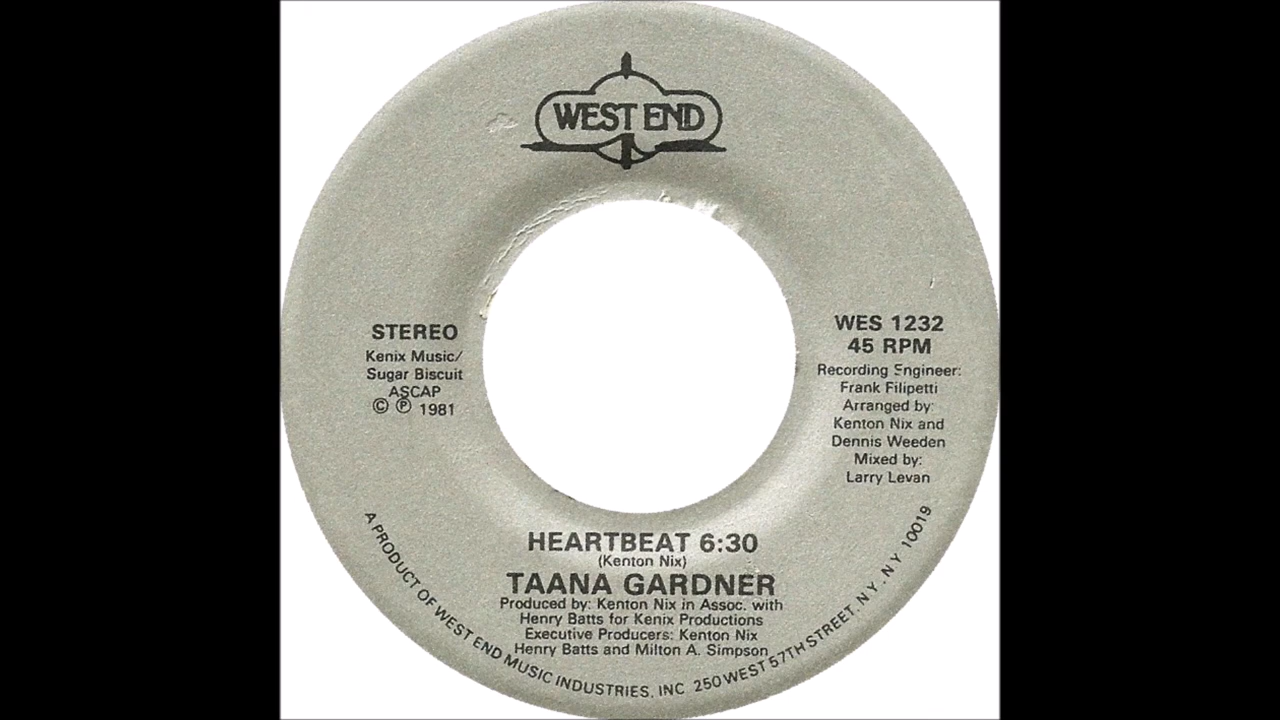 WEST END
STEREO
Kenix Music/
Sugar Biscuit
ASCAP
© ℗ 1981
WES 1232
45 RPM
Recording Engineer:
Frank Filipetti
Arranged by:
Kenton Nix and
Dennis Weeden
Mixed by:
Larry Levan
HEARTBEAT 6:30
(Kenton Nix)
TAANA GARDNER
Produced by: Kenton Nix in Assoc. with
Henry Batts for Kenix Productions
Executive Producers: Kenton Nix
Henry Batts and Milton A. Simpson
A PRODUCT OF WEST END MUSIC INDUSTRIES, INC 250 WEST 57TH STREET, N.Y., N.Y. 10019